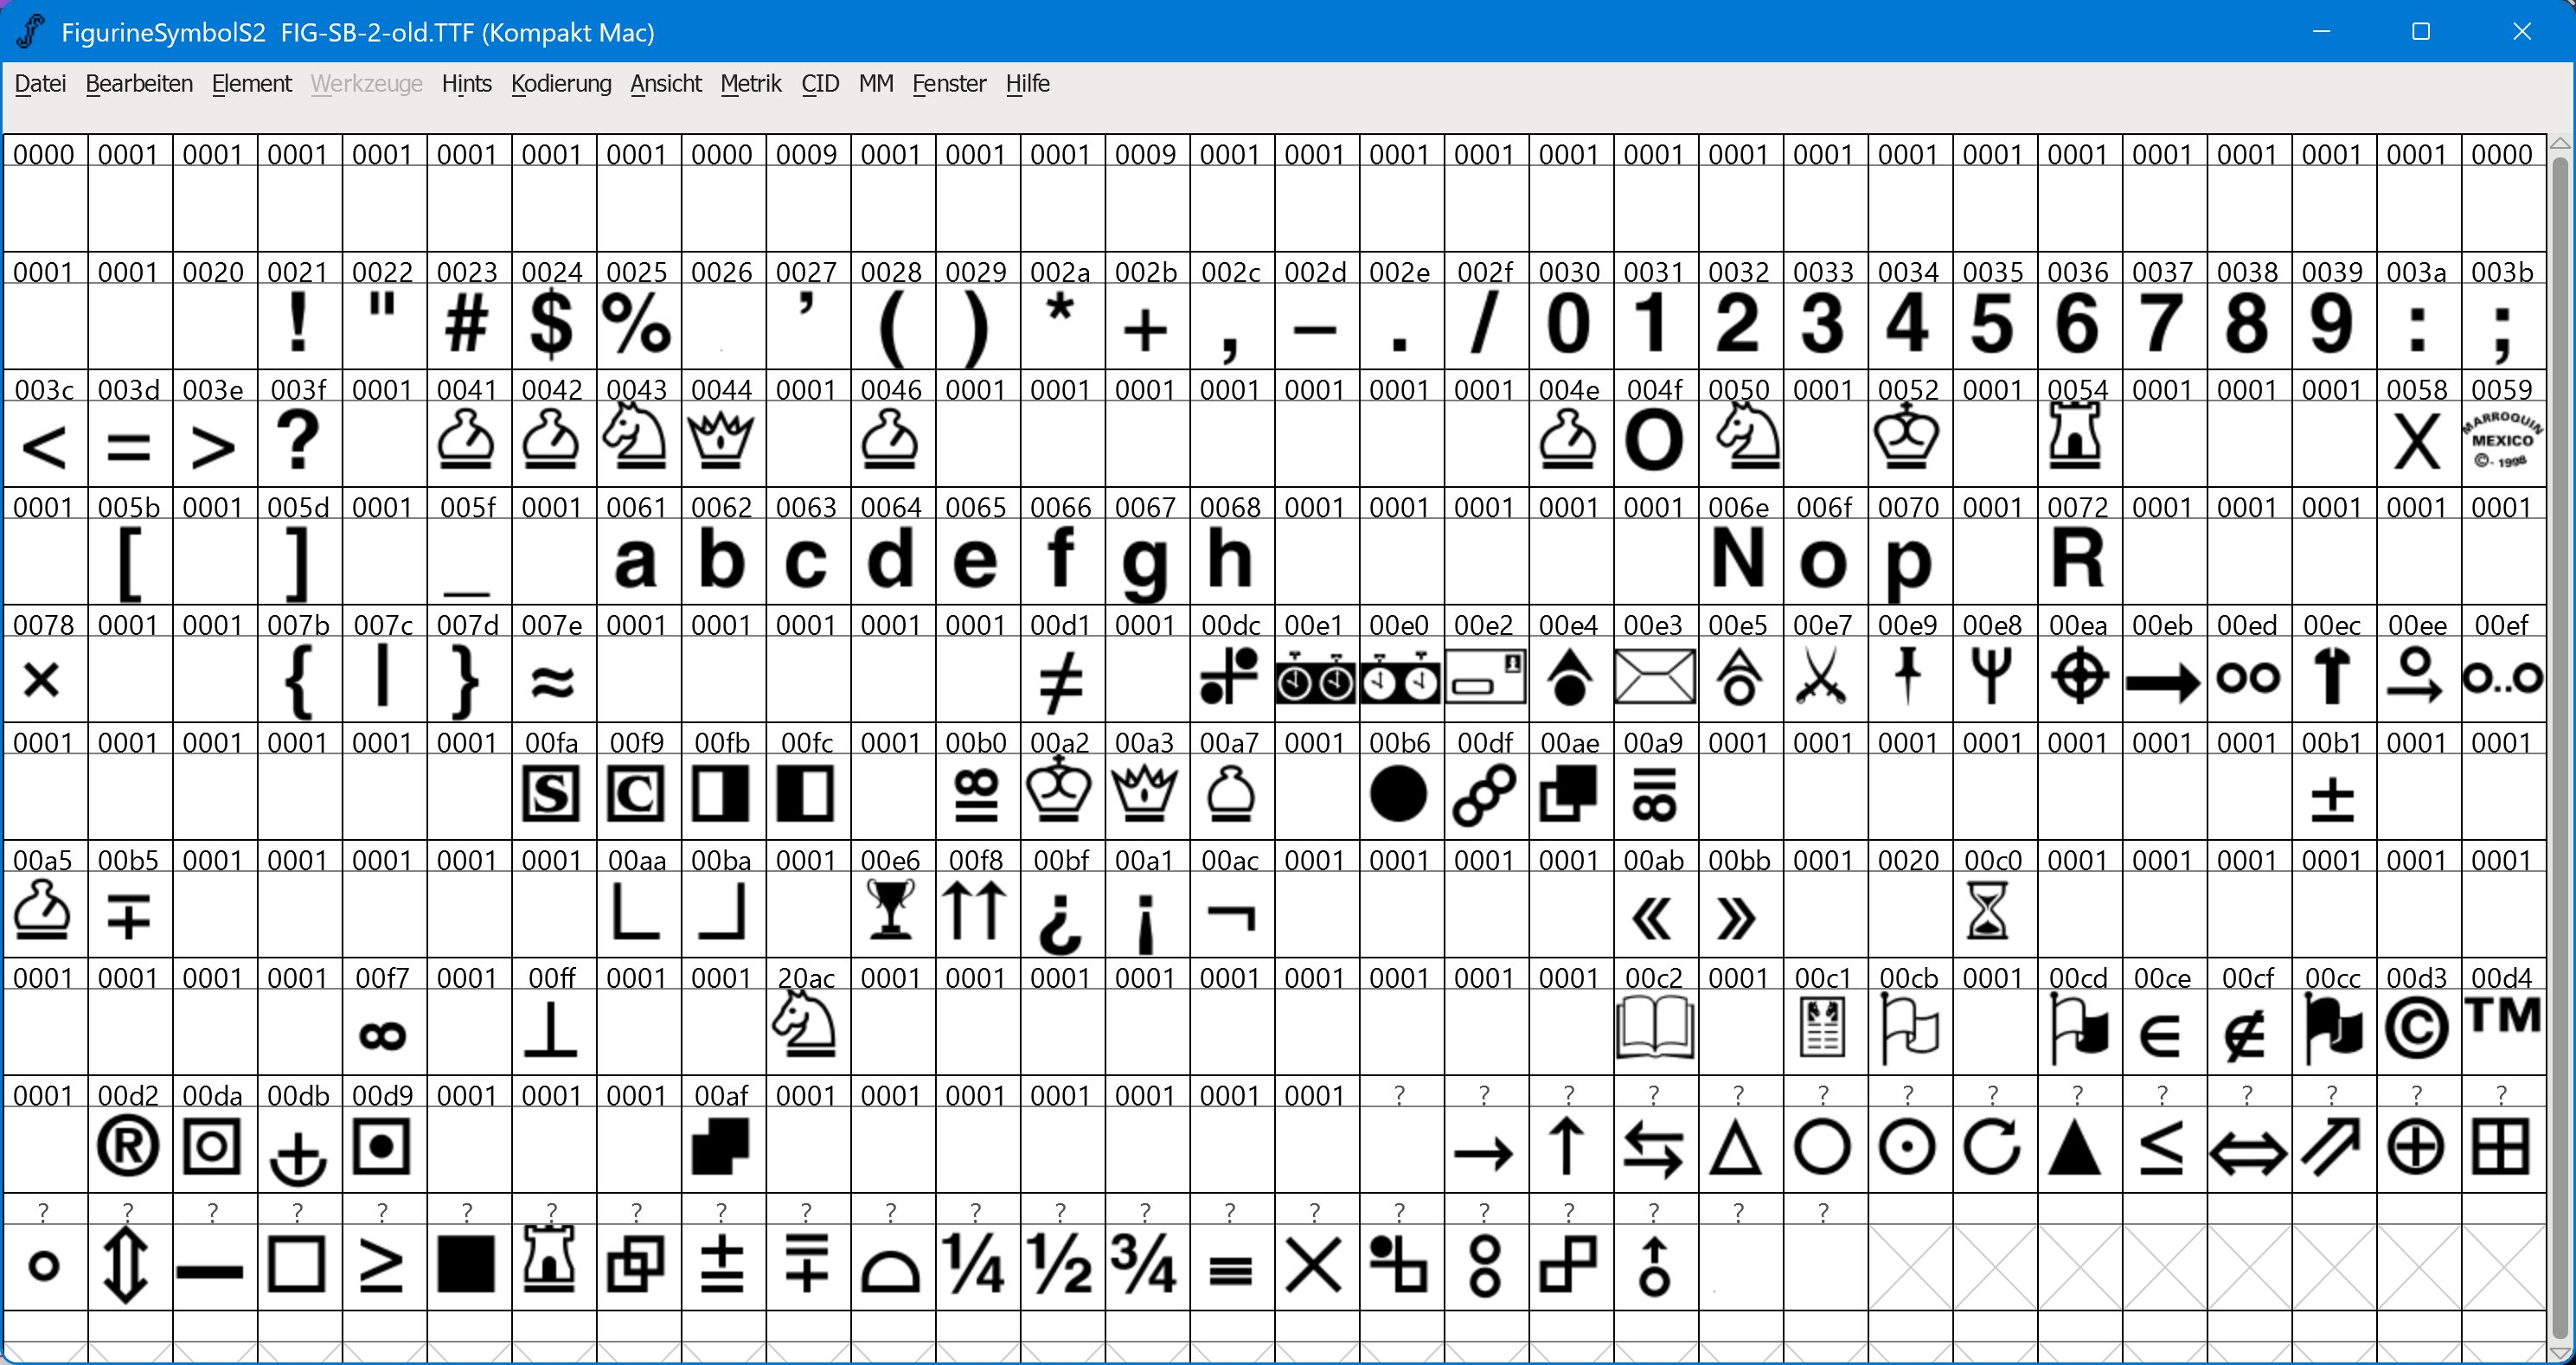 FigurineSymbolS2  FIG-SB-2-old.TTF (Kompakt Mac)
Datei Bearbeiten Element Werkzeuge Hints Kodierung Ansicht Metrik CID MM Fenster Hilfe
0000 0001 0001 0001 0001 0001 0001 0001 0000 0009 0001 0001 0001 0009 0001 0001 0001 0001 0001 0001 0001 0001 0001 0001 0001 0001 0001 0001 0001 0000
0001 0001 0020 0021 0022 0023 0024 0025 0026 0027 0028 0029 002a 002b 002c 002d 002e 002f 0030 0031 0032 0033 0034 0035 0036 0037 0038 0039 003a 003b
! " # $ % ’ ( ) * + , – . / 0 1 2 3 4 5 6 7 8 9 : ;
003c 003d 003e 003f 0001 0041 0042 0043 0044 0001 0046 0001 0001 0001 0001 0001 0001 0001 004e 004f 0050 0001 0052 0001 0054 0001 0001 0001 0058 0059
< = > ? O X MARROQUIN MEXICO ©- 1998
0001 005b 0001 005d 0001 005f 0001 0061 0062 0063 0064 0065 0066 0067 0068 0001 0001 0001 0001 0001 006e 006f 0070 0001 0072 0001 0001 0001 0001 0001
[ ] _ a b c d e f g h N o p R
0078 0001 0001 007b 007c 007d 007e 0001 0001 0001 0001 0001 00d1 0001 00dc 00e1 00e0 00e2 00e4 00e3 00e5 00e7 00e9 00e8 00ea 00eb 00ed 00ec 00ee 00ef
× { | } ≈ ≠ o..o
0001 0001 0001 0001 0001 0001 00fa 00f9 00fb 00fc 0001 00b0 00a2 00a3 00a7 0001 00b6 00df 00ae 00a9 0001 0001 0001 0001 0001 0001 0001 00b1 0001 0001
S C ±
00a5 00b5 0001 0001 0001 0001 0001 00aa 00ba 0001 00e6 00f8 00bf 00a1 00ac 0001 0001 0001 0001 00ab 00bb 0001 0020 00c0 0001 0001 0001 0001 0001 0001
∓ ↑↑ ¿ ¡ ¬ « »
0001 0001 0001 0001 00f7 0001 00ff 0001 0001 20ac 0001 0001 0001 0001 0001 0001 0001 0001 0001 00c2 0001 00c1 00cb 0001 00cd 00ce 00cf 00cc 00d3 00d4
∞ ⊥ ∈ ∉ © ™
0001 00d2 00da 00db 00d9 0001 0001 0001 00af 0001 0001 0001 0001 0001 0001 0001 ? ? ? ? ? ? ? ? ? ? ? ? ? ?
® → ↑ ⇆ △ ○ ⊙ ▲ ≤ ⇔ ⇗ ⊕ ⊞
? ? ? ? ? ? ? ? ? ? ? ? ? ? ? ? ? ? ? ? ? ?
⇕ □ ≥ ■ ¼ ½ ¾ ≡